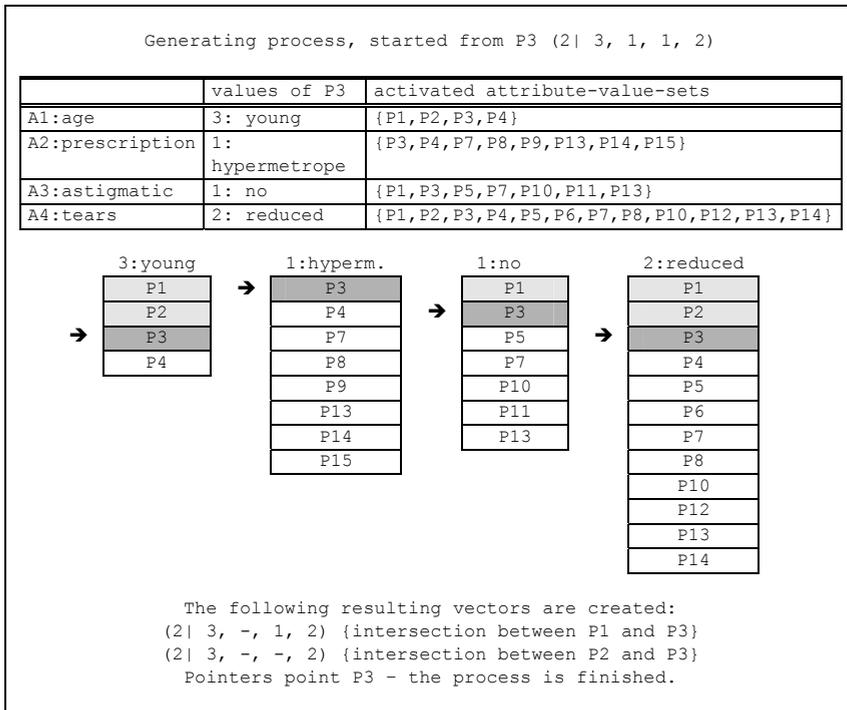 Generating process, started from P3 (2| 3, 1, 1, 2)
values of P3 activated attribute-value-sets
A1:age 3: young {P1,P2,P3,P4}
A2:prescription 1: {P3,P4,P7,P8,P9,P13,P14,P15}
hypermetrope
A3:astigmatic 1: no {P1,P3,P5,P7,P10,P11,P13}
A4:tears 2: reduced {P1,P2,P3,P4,P5,P6,P7,P8,P10,P12,P13,P14}
3:young 1:hyperm. 1:no 2:reduced
P1 ➔ P3 P1 P1
P2 P4 ➔ P3 P2
➔ P3 P7 P5 ➔ P3
P4 P8 P7 P4
P9 P10 P5
P13 P11 P6
P14 P13 P7
P15 P8
P10
P12
P13
P14
The following resulting vectors are created:
(2| 3, -, 1, 2) {intersection between P1 and P3}
(2| 3, -, -, 2) {intersection between P2 and P3}
Pointers point P3 – the process is finished.